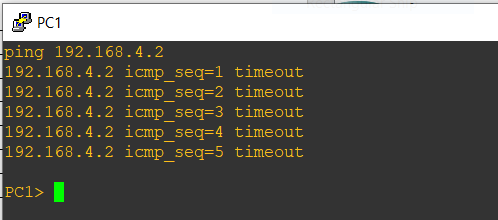 PC1
ping 192.168.4.2
192.168.4.2 icmp_seq=1 timeout
192.168.4.2 icmp_seq=2 timeout
192.168.4.2 icmp_seq=3 timeout
192.168.4.2 icmp_seq=4 timeout
192.168.4.2 icmp_seq=5 timeout
PC1>